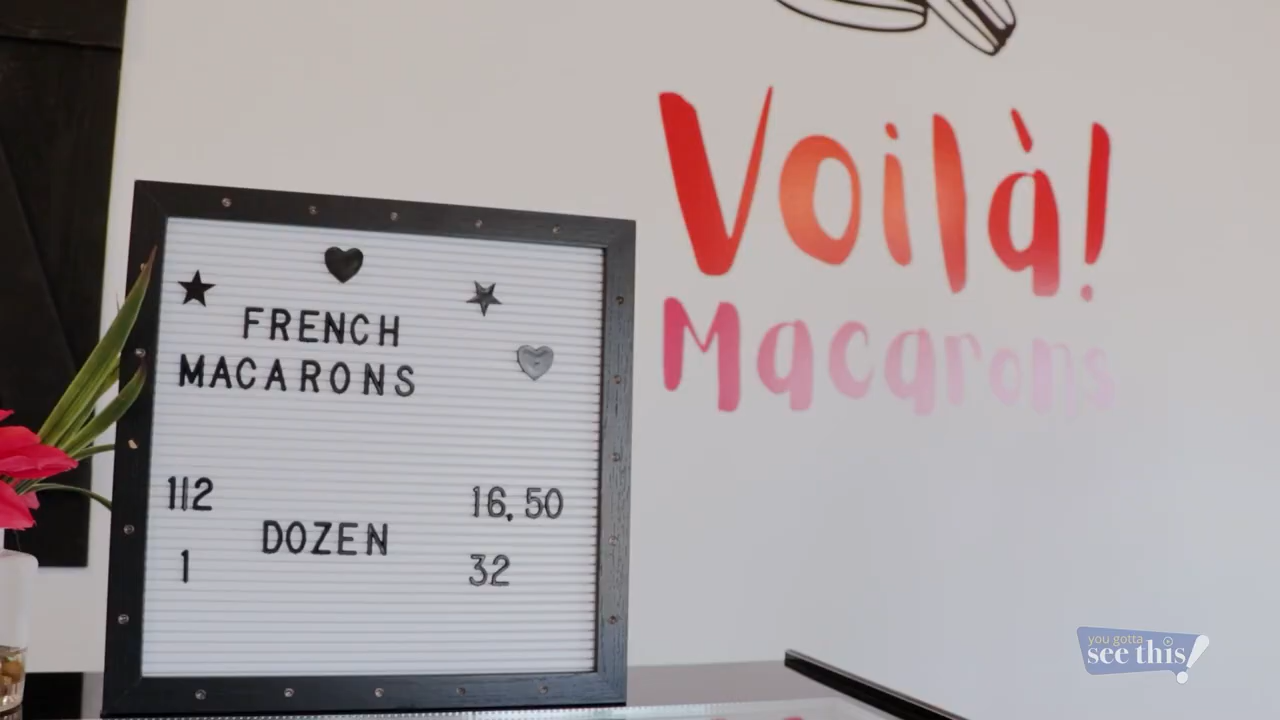 Voilà!
Macarons
FRENCH
MACARONS
112
16,50
DOZEN
1
32
you gotta
see this!